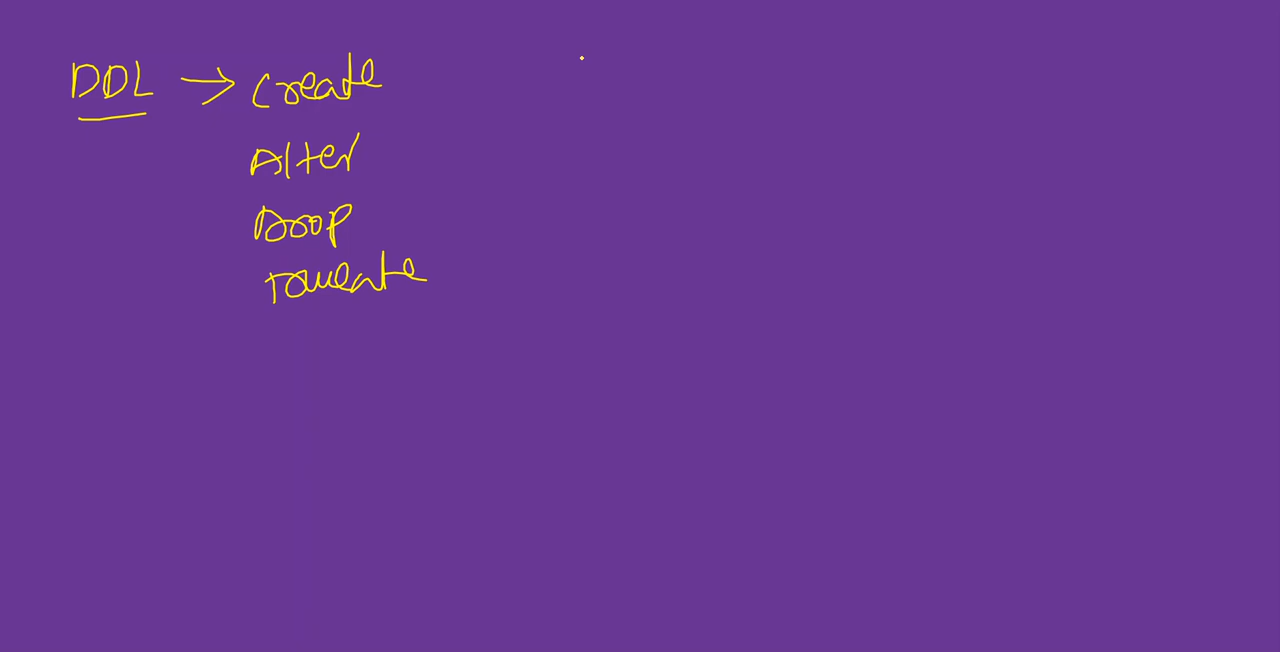 DDL → Create
Alter
Drop
Truncate